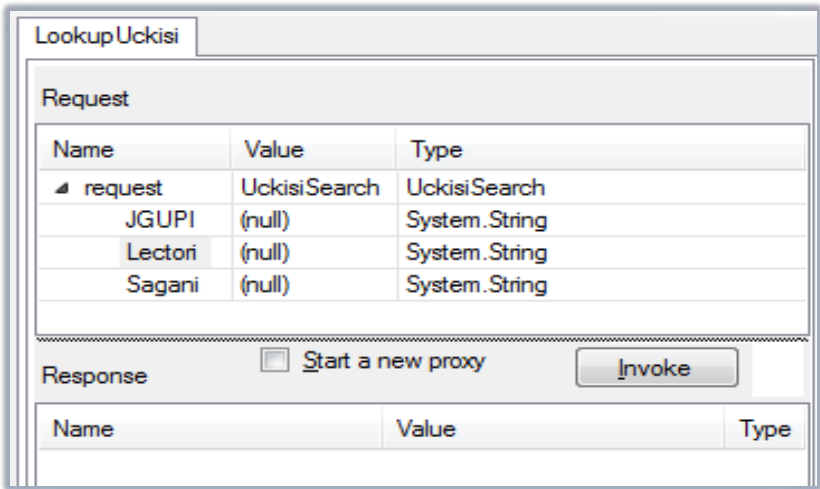 LookupUckisi
Request
Name Value Type
request UckisiSearch UckisiSearch
JGUPI (null) System.String
Lectori (null) System.String
Sagani (null) System.String
Response Start a new proxy Invoke
Name Value Type